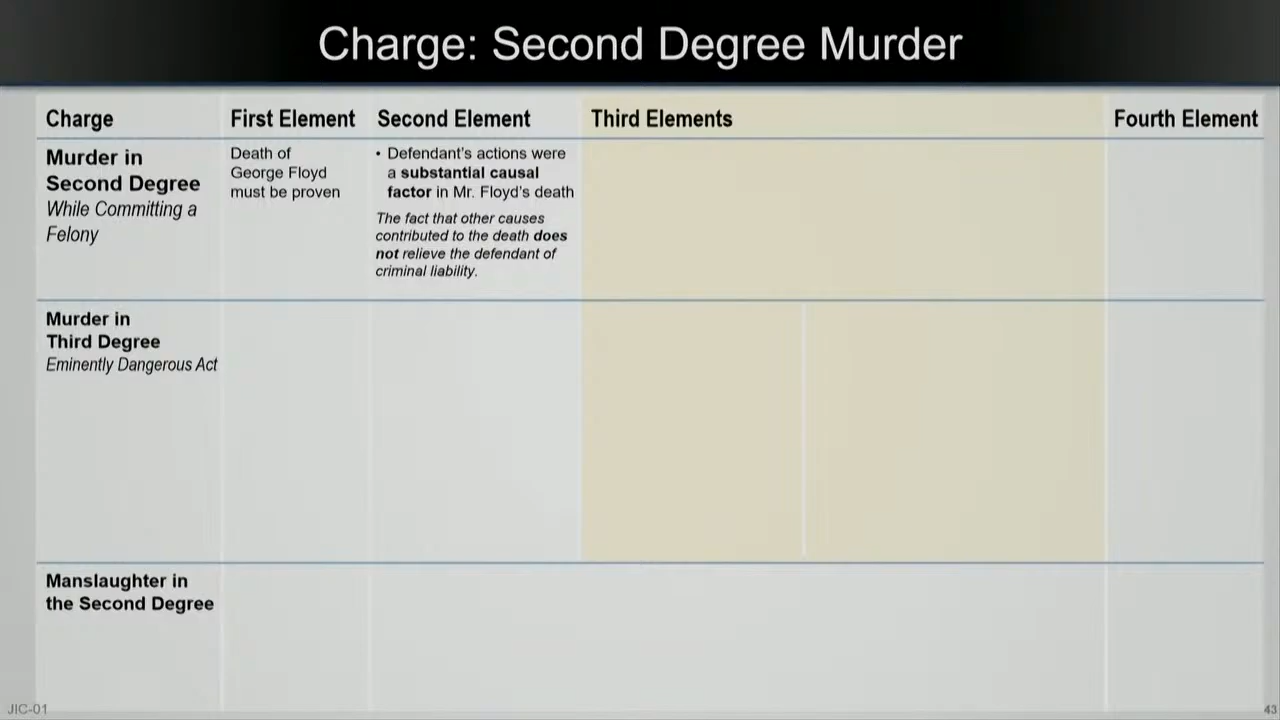 Charge: Second Degree Murder
Charge
First Element
Second Element
Third Elements
Fourth Element
Murder in
Second Degree
While Committing a
Felony
Death of
George Floyd
must be proven
• Defendant's actions were
a substantial causal
factor in Mr. Floyd's death
The fact that other causes
contributed to the death does
not relieve the defendant of
criminal liability.
Murder in
Third Degree
Eminently Dangerous Act
Manslaughter in
the Second Degree
JIC-01
43